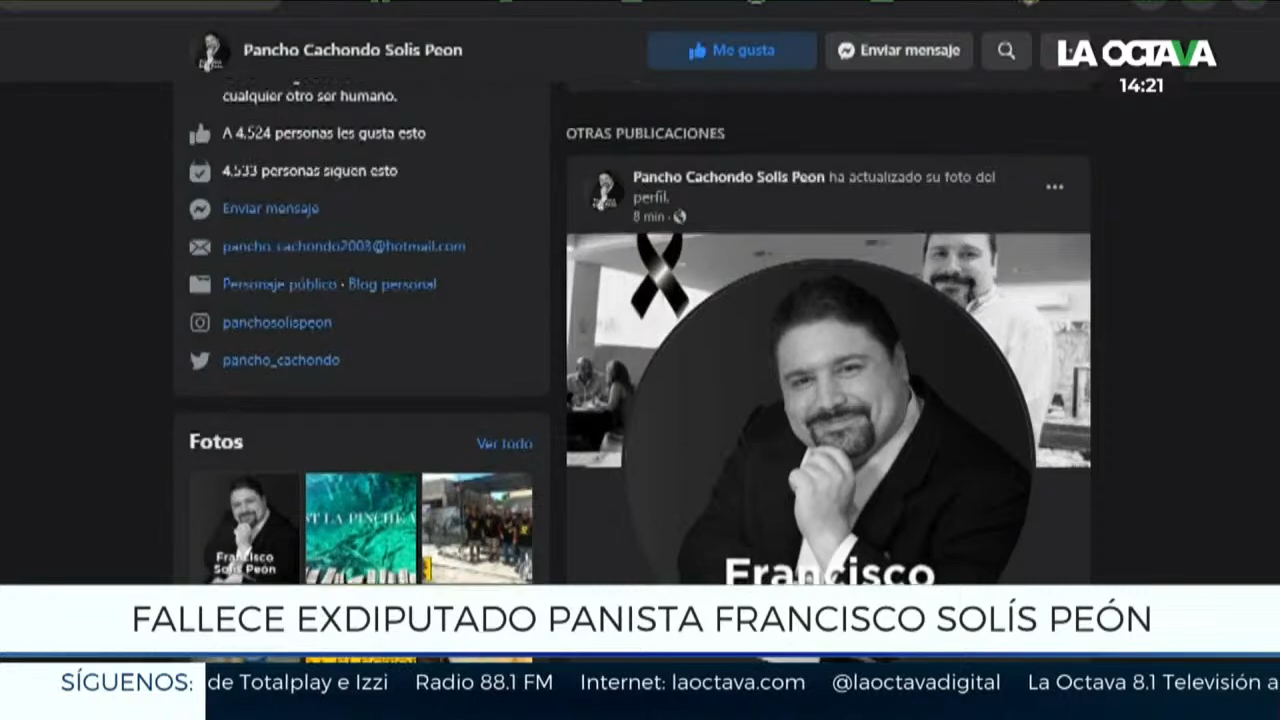 Pancho Cachondo Solis Peon
Me gusta
Enviar mensaje
LA OCTAVA
14:21
cualquier otro ser humano.
A 4.524 personas les gusta esto
4.533 personas siguen esto
Enviar mensaje
pancho_cachondo2003@hotmail.com
Personaje público · Blog personal
panchosolispeon
pancho_cachondo
Fotos
Ver todo
Francisco
Solís Peón
ST LA PINCHE A
OTRAS PUBLICACIONES
Pancho Cachondo Solis Peon ha actualizado su foto del
perfil.
8 min ·
Francisco
FALLECE EXDIPUTADO PANISTA FRANCISCO SOLÍS PEÓN
SÍGUENOS: de Totalplay e Izzi Radio 88.1 FM Internet: laoctava.com @laoctavadigital La Octava 8.1 Televisión a